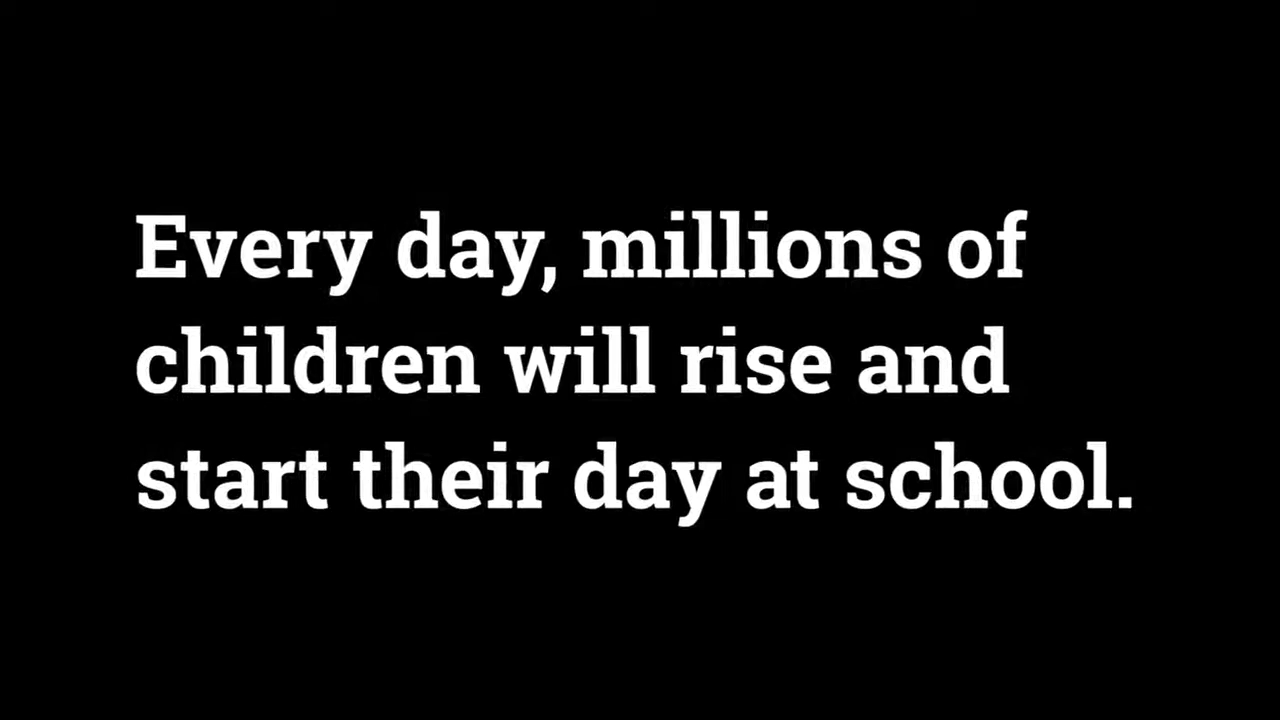 Every day, millions of
children will rise and
start their day at school.